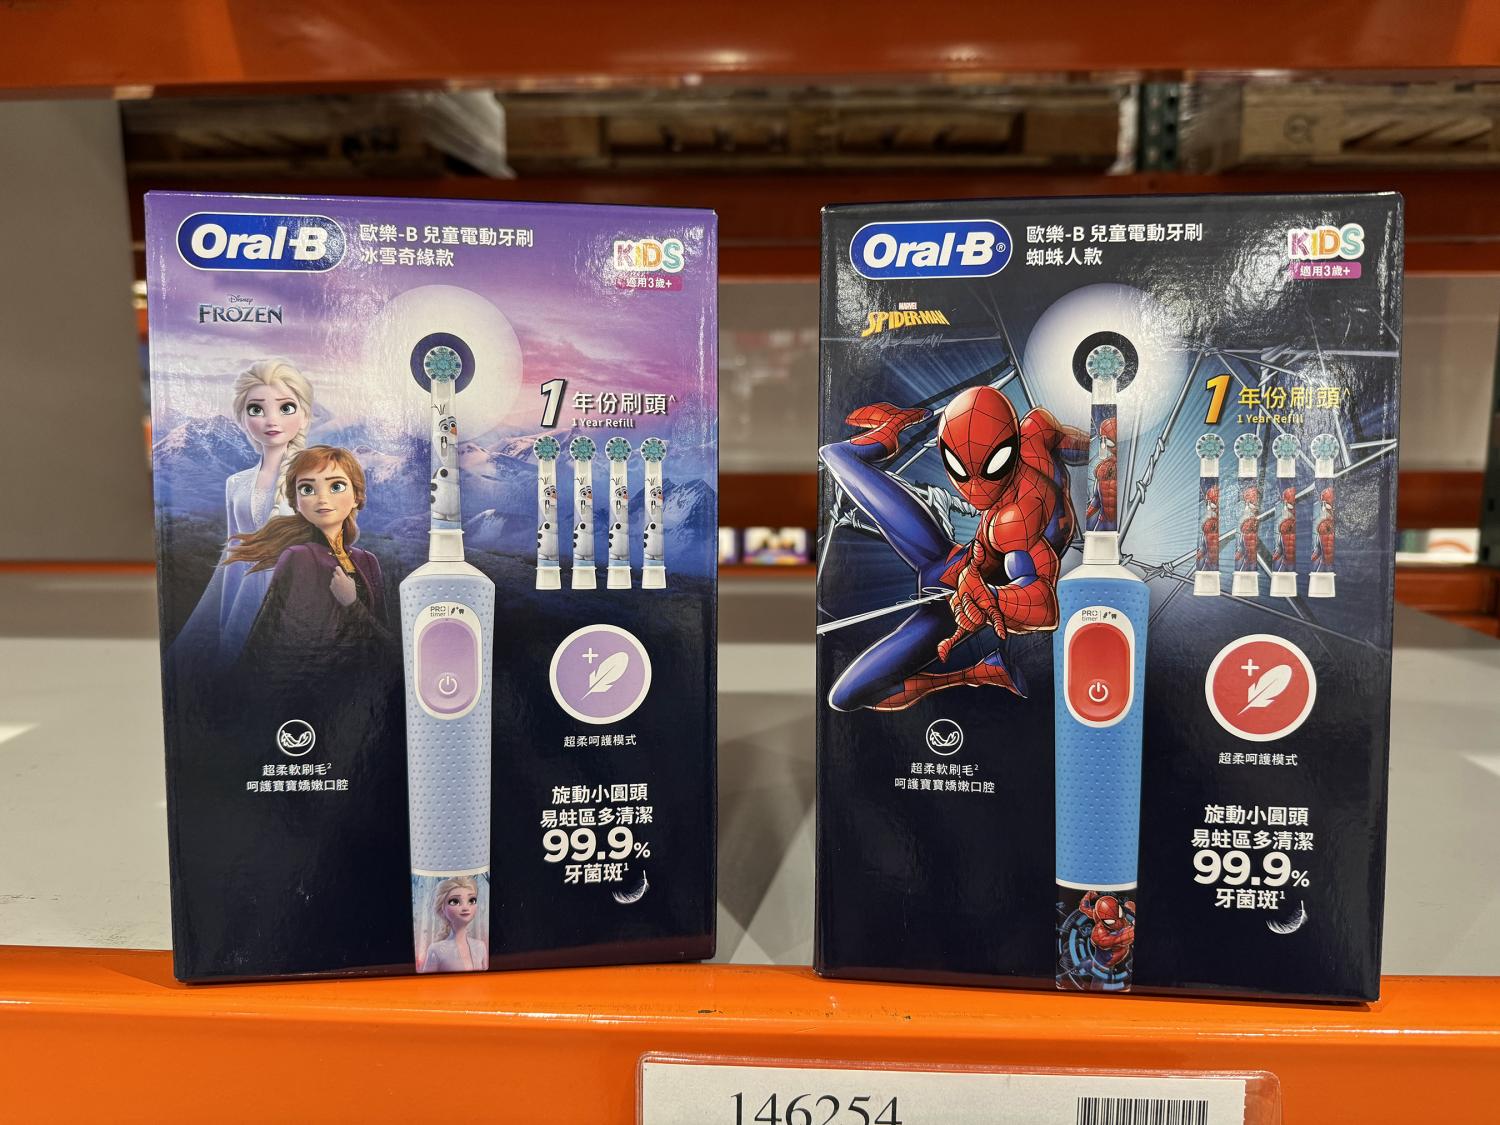 Oral-B
歐樂-B 兒童電動牙刷
冰雪奇緣款
KIDS
適用3歲+
Disney
FROZEN
1 年份刷頭^
1 Year Refill
PRO
timer
超柔呵護模式
超柔軟刷毛²
呵護寶寶嬌嫩口腔
旋動小圓頭
易蛀區多清潔
99.9%
牙菌斑¹
Oral-B®
歐樂-B 兒童電動牙刷
蜘蛛人款
KIDS
適用3歲+
MARVEL
SPIDER-MAN
1 年份刷頭^
1 Year Refill
PRO
timer
超柔呵護模式
超柔軟刷毛²
呵護寶寶嬌嫩口腔
旋動小圓頭
易蛀區多清潔
99.9%
牙菌斑¹
146254